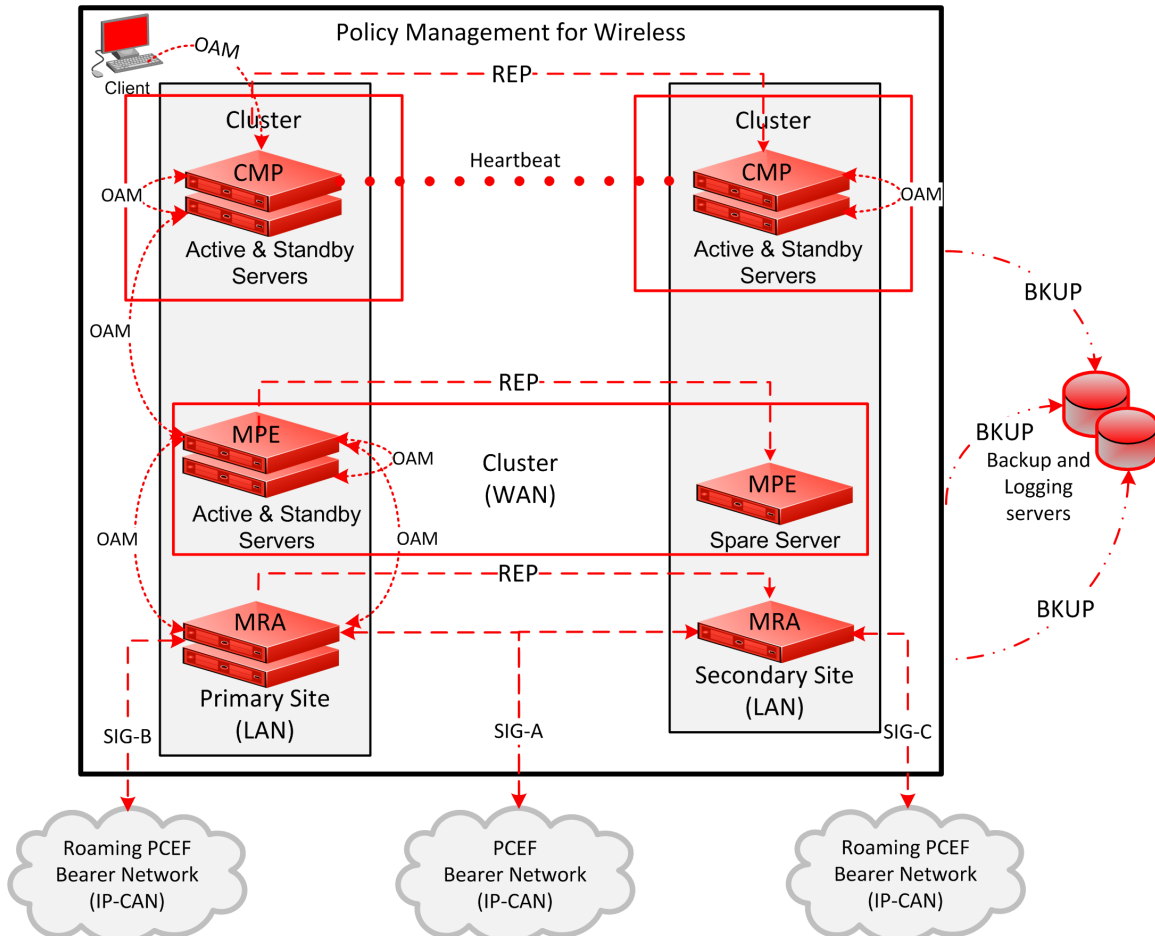 Policy Management for Wireless
Client
OAM
REP
Cluster
Cluster
CMP
Heartbeat
CMP
OAM
OAM
Active & Standby
Servers
Active & Standby
Servers
BKUP
OAM
REP
MPE
OAM
Cluster
(WAN)
MPE
BKUP
Backup and
Logging
servers
Active & Standby
Servers
Spare Server
OAM
OAM
REP
MRA
MRA
BKUP
Primary Site
(LAN)
Secondary Site
(LAN)
SIG-B
SIG-A
SIG-C
Roaming PCEF
Bearer Network
(IP-CAN)
PCEF
Bearer Network
(IP-CAN)
Roaming PCEF
Bearer Network
(IP-CAN)